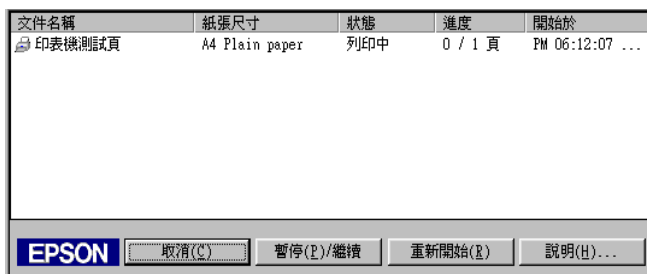 文件名稱 紙張尺寸 狀態 進度 開始於
印表機測試頁 A4 Plain paper 列印中 0 / 1 頁 PM 06:12:07 ...
EPSON 取消(C) 暫停(P)/繼續 重新開始(R) 說明(H)...